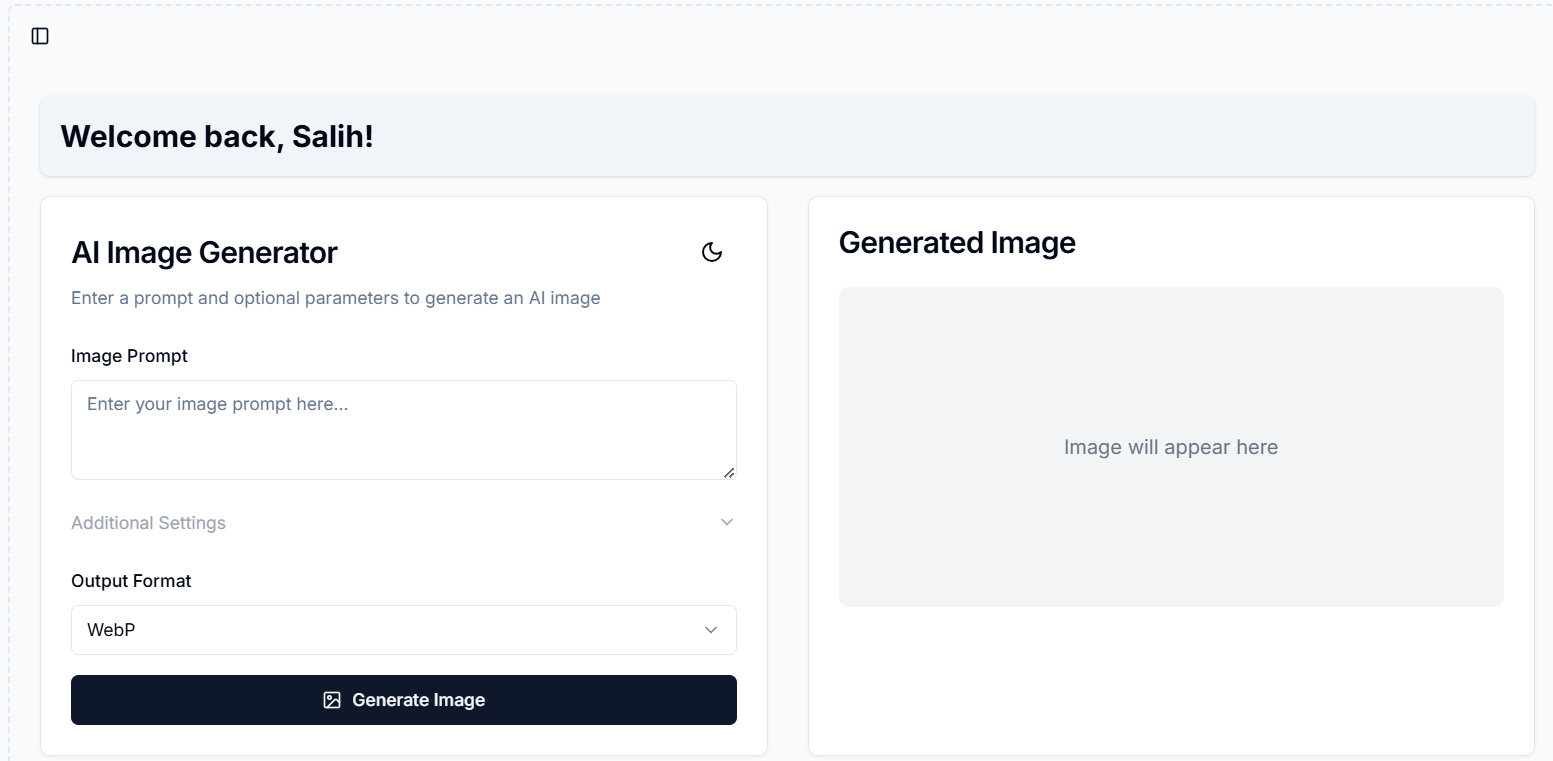 Welcome back, Salih!
AI Image Generator
Enter a prompt and optional parameters to generate an AI image
Image Prompt
Enter your image prompt here...
Additional Settings
Output Format
WebP
Generate Image
Generated Image
Image will appear here